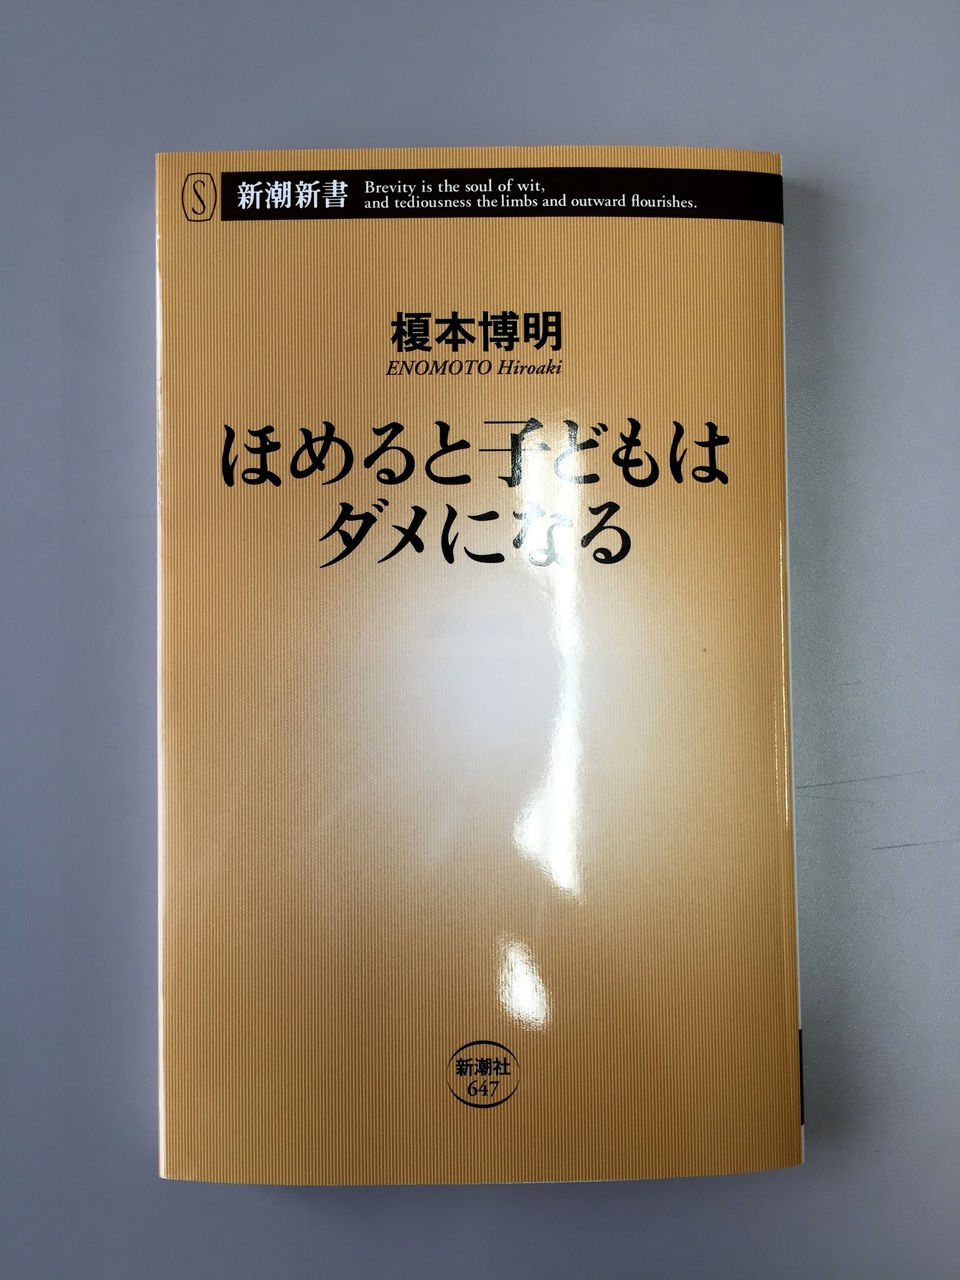 S
新潮新書
Brevity is the soul of wit,
and tediousness the limbs and outward flourishes.
榎本博明
ENOMOTO Hiroaki
ほめると子どもは
ダメになる
新潮社
647